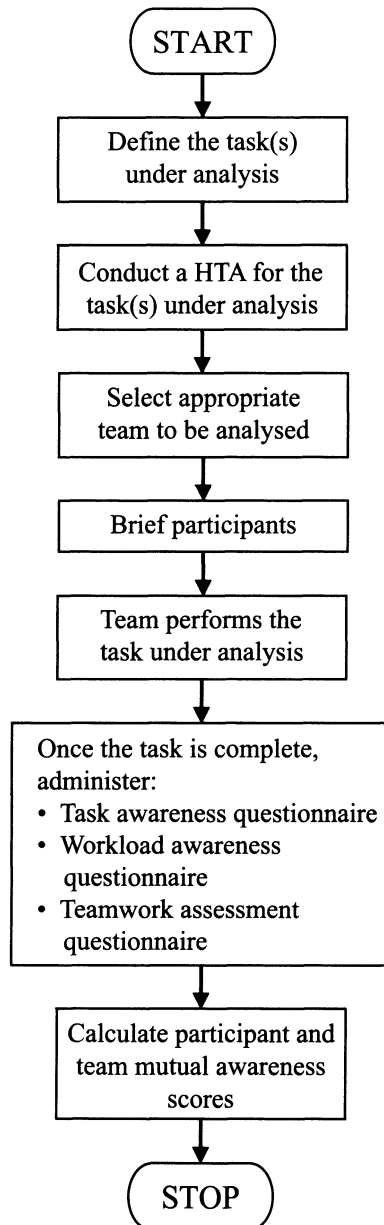 START
Define the task(s)
under analysis
Conduct a HTA for the
task(s) under analysis
Select appropriate
team to be analysed
Brief participants
Team performs the
task under analysis
Once the task is complete,
administer:
• Task awareness questionnaire
• Workload awareness
questionnaire
• Teamwork assessment
questionnaire
Calculate participant and
team mutual awareness
scores
STOP